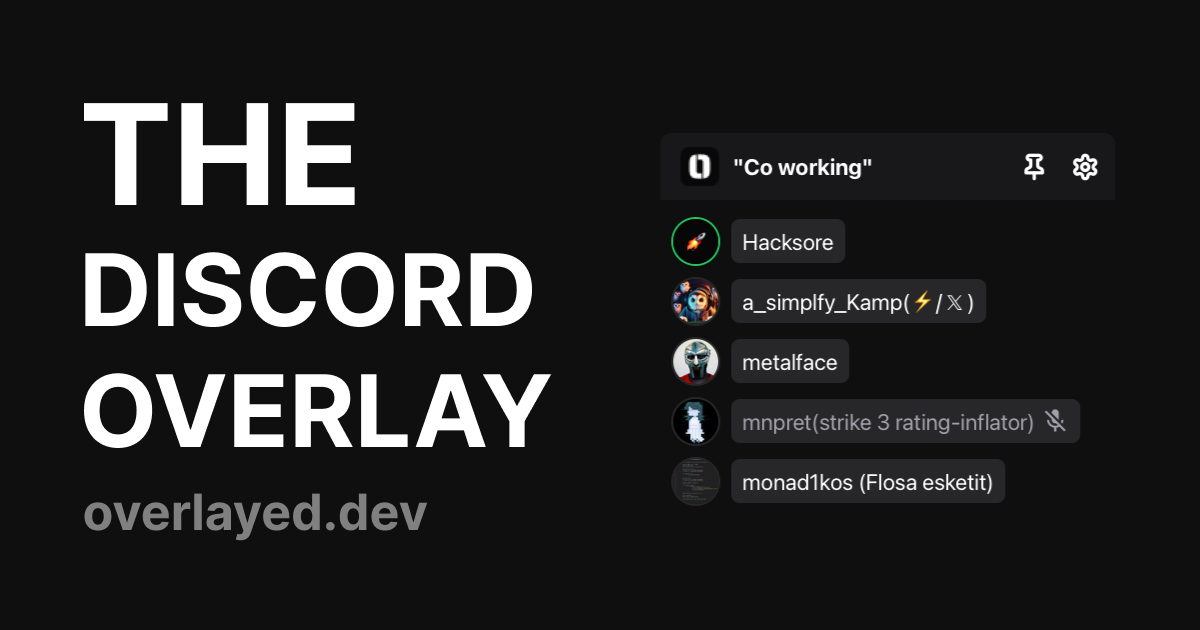 THE
DISCORD
OVERLAY
overlayed.dev
"Co working"
Hacksore
a_simplfy_Kamp(⚡/𝕏)
metalface
mnpret(strike 3 rating-inflator)
monad1kos (Flosa esketit)